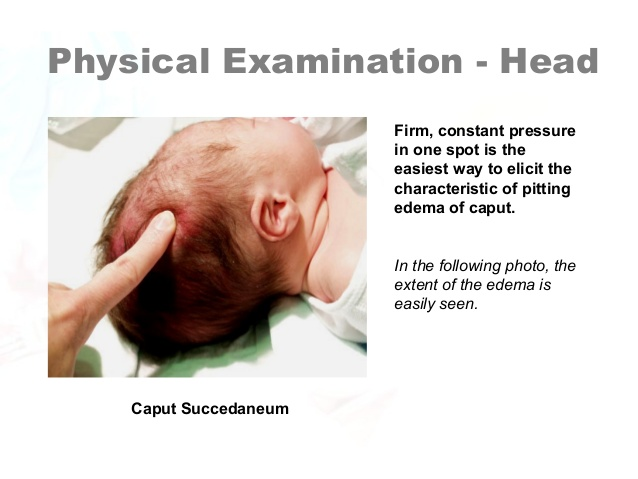 Physical Examination - Head
Firm, constant pressure
in one spot is the
easiest way to elicit the
characteristic of pitting
edema of caput.
In the following photo, the
extent of the edema is
easily seen.
Caput Succedaneum